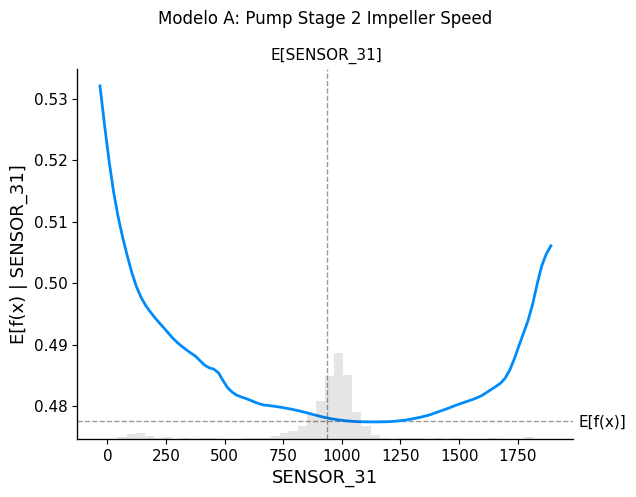 Modelo A: Pump Stage 2 Impeller Speed
E[SENSOR_31]
E[f(x) | SENSOR_31]
0.53
0.52
0.51
0.50
0.49
0.48
E[f(x)]
0 250 500 750 1000 1250 1500 1750
SENSOR_31